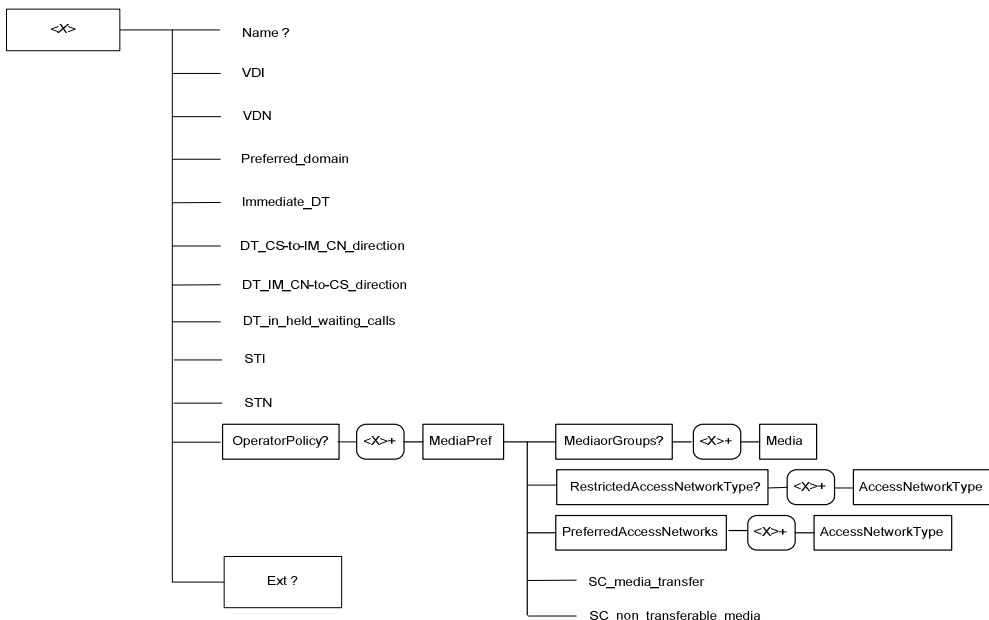 <X>
Name ?
VDI
VDN
Preferred_domain
Immediate_DT
DT_CS-to-IM_CN_direction
DT_IM_CN-to-CS_direction
DT_in_held_waiting_calls
STI
STN
OperatorPolicy? <X>+ MediaPref MediaorGroups? <X>+ Media
RestrictedAccessNetworkType? <X>+ AccessNetworkType
PreferredAccessNetworks <X>+ AccessNetworkType
Ext ?
SC_media_transfer
SC_non_transferable_media